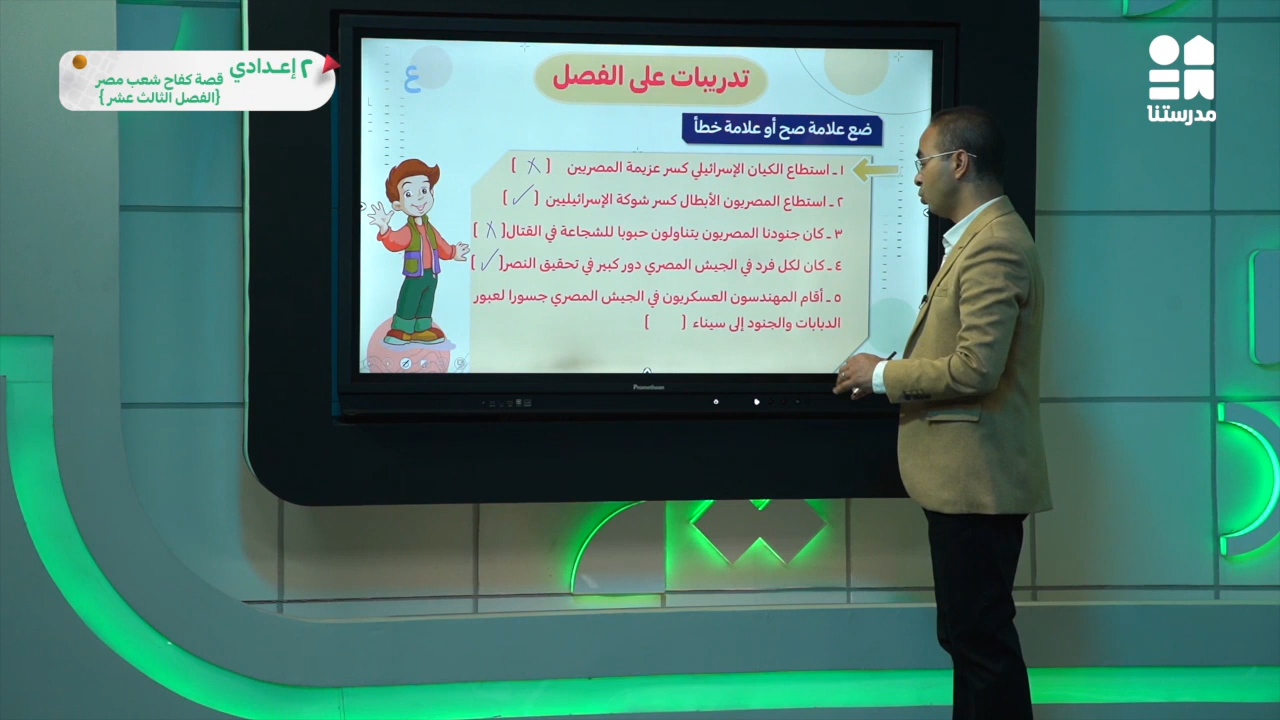 ٢ إعـدادي
قصة كفاح شعب مصر
{الفصل الثالث عشر}
مدرستنا
ع
تدريبات على الفصل
ضع علامة صح أو علامة خطأ
١ ـ استطاع الكيان الإسرائيلي كسر عزيمة المصريين [ X ]
٢ ـ استطاع المصريون الأبطال كسر شوكة الإسرائيليين [ ✓ ]
٣ ـ كان جنودنا المصريون يتناولون حبوبا للشجاعة في القتال[ X ]
٤ ـ كان لكل فرد في الجيش المصري دور كبير في تحقيق النصر[ ✓ ]
٥ ـ أقام المهندسون العسكريون في الجيش المصري جسورا لعبور
الدبابات والجنود إلى سيناء [ ]
Promethean